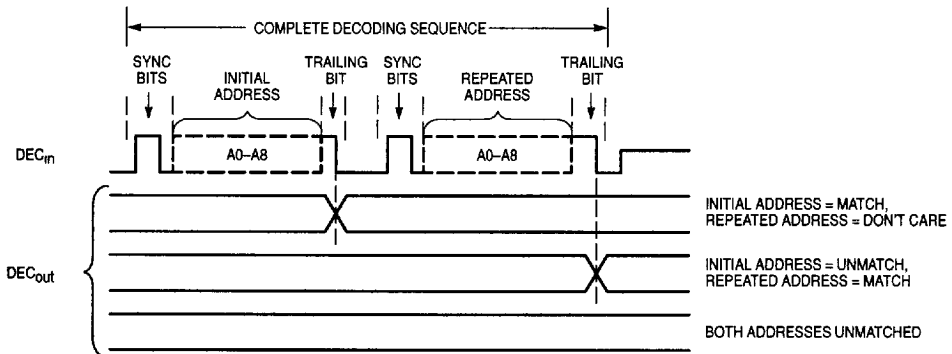 COMPLETE DECODING SEQUENCE
SYNC BITS
INITIAL ADDRESS
TRAILING BIT
SYNC BITS
REPEATED ADDRESS
TRAILING BIT
DECin
A0–A8
A0–A8
INITIAL ADDRESS = MATCH,
REPEATED ADDRESS = DON'T CARE
DECout
INITIAL ADDRESS = UNMATCH,
REPEATED ADDRESS = MATCH
BOTH ADDRESSES UNMATCHED